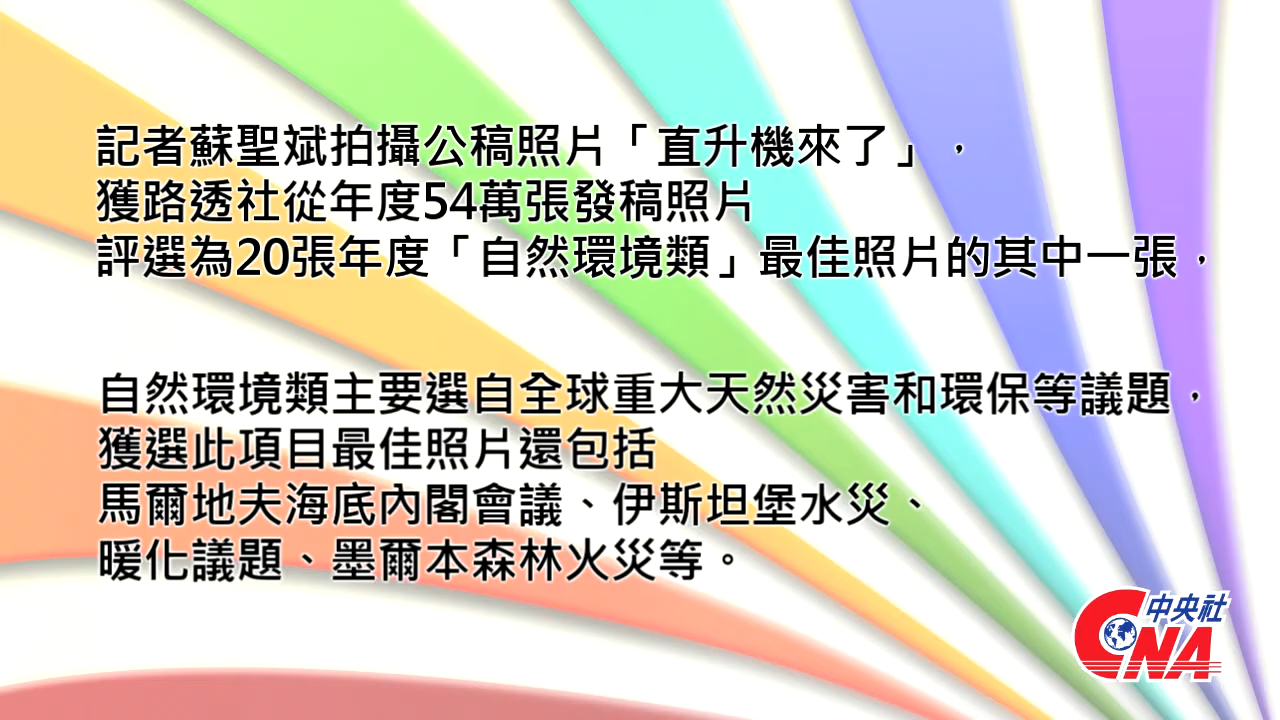 記者蘇聖斌拍攝公稿照片「直升機來了」，
獲路透社從年度54萬張發稿照片
評選為20張年度「自然環境類」最佳照片的其中一張，
自然環境類主要選自全球重大天然災害和環保等議題，
獲選此項目最佳照片還包括
馬爾地夫海底內閣會議、伊斯坦堡水災、
暖化議題、墨爾本森林火災等。
中央社
CNA